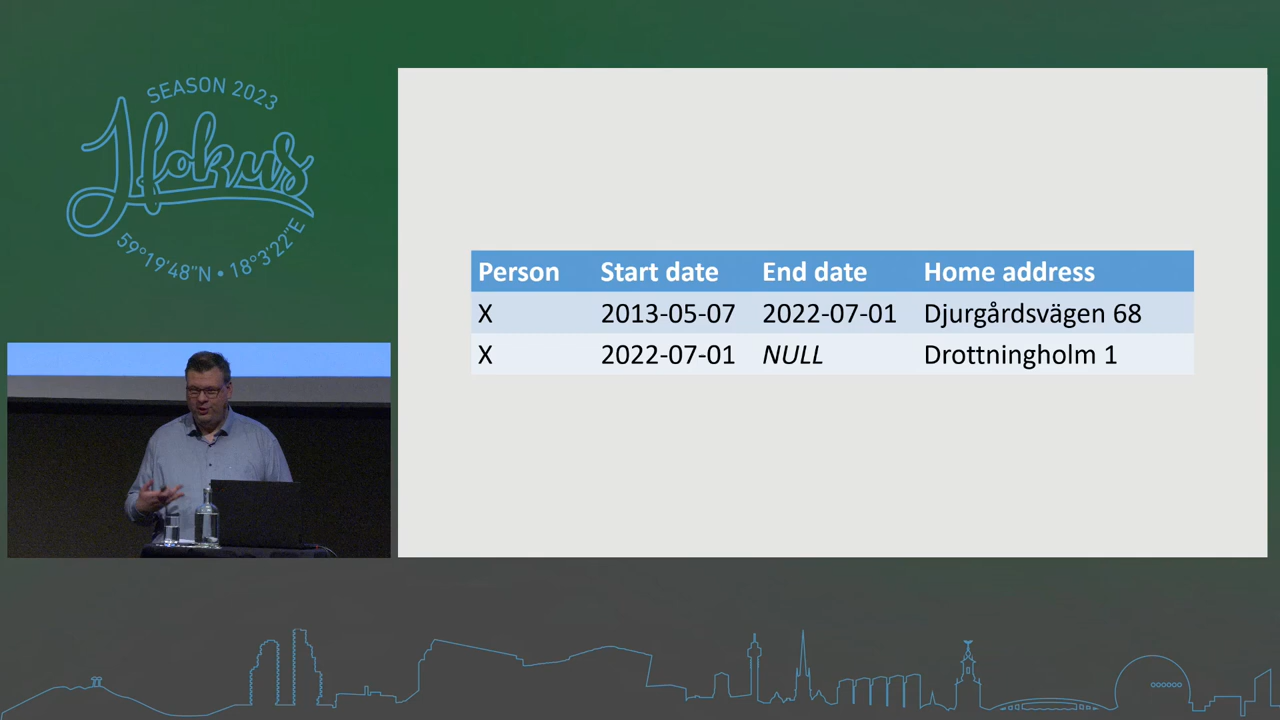 SEASON 2023
Jfokus
59°19'48"N • 18°3'22"E
Person Start date End date Home address
X 2013-05-07 2022-07-01 Djurgårdsvägen 68
X 2022-07-01 NULL Drottningholm 1